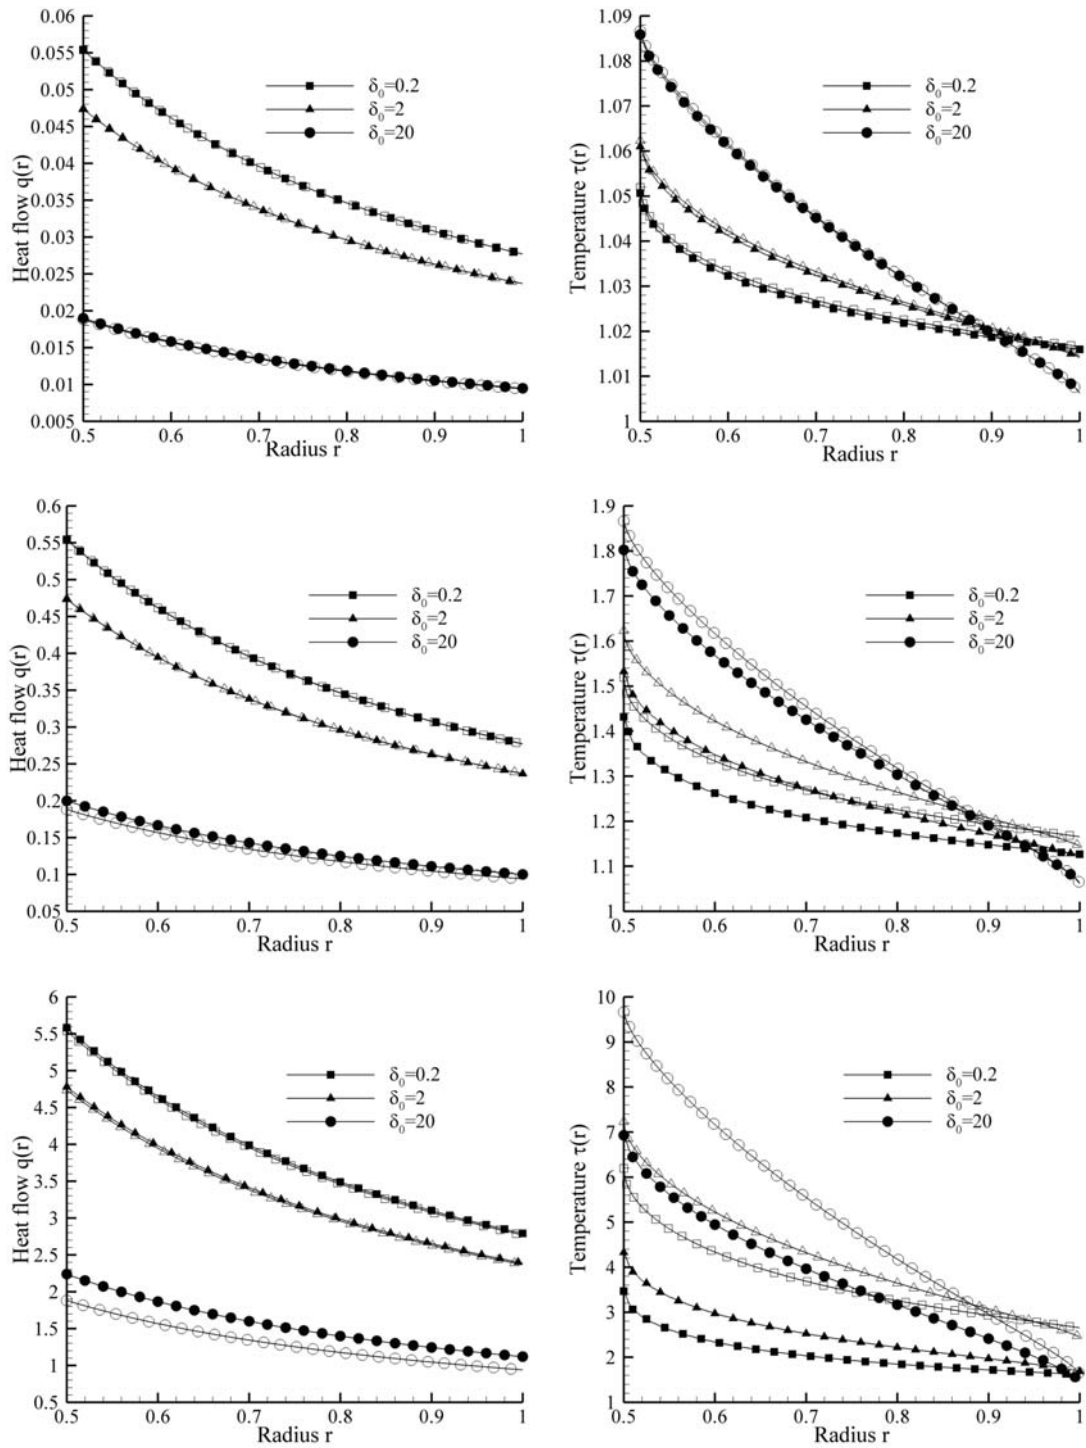 0.06
0.055
0.05
0.045
0.04
0.035
0.03
0.025
0.02
0.015
0.01
0.005
0.5 0.6 0.7 0.8 0.9 1
Heat flow q(r)
Radius r
δ₀=0.2
δ₀=2
δ₀=20
1.09
1.08
1.07
1.06
1.05
1.04
1.03
1.02
1.01
1
0.5 0.6 0.7 0.8 0.9 1
Temperature τ(r)
Radius r
δ₀=0.2
δ₀=2
δ₀=20
0.6
0.55
0.5
0.45
0.4
0.35
0.3
0.25
0.2
0.15
0.1
0.05
0.5 0.6 0.7 0.8 0.9 1
Heat flow q(r)
Radius r
δ₀=0.2
δ₀=2
δ₀=20
1.9
1.8
1.7
1.6
1.5
1.4
1.3
1.2
1.1
1
0.5 0.6 0.7 0.8 0.9 1
Temperature τ(r)
Radius r
δ₀=0.2
δ₀=2
δ₀=20
6
5.5
5
4.5
4
3.5
3
2.5
2
1.5
1
0.5
0.5 0.6 0.7 0.8 0.9 1
Heat flow q(r)
Radius r
δ₀=0.2
δ₀=2
δ₀=20
10
9
8
7
6
5
4
3
2
1
0.5 0.6 0.7 0.8 0.9 1
Temperature τ(r)
Radius r
δ₀=0.2
δ₀=2
δ₀=20